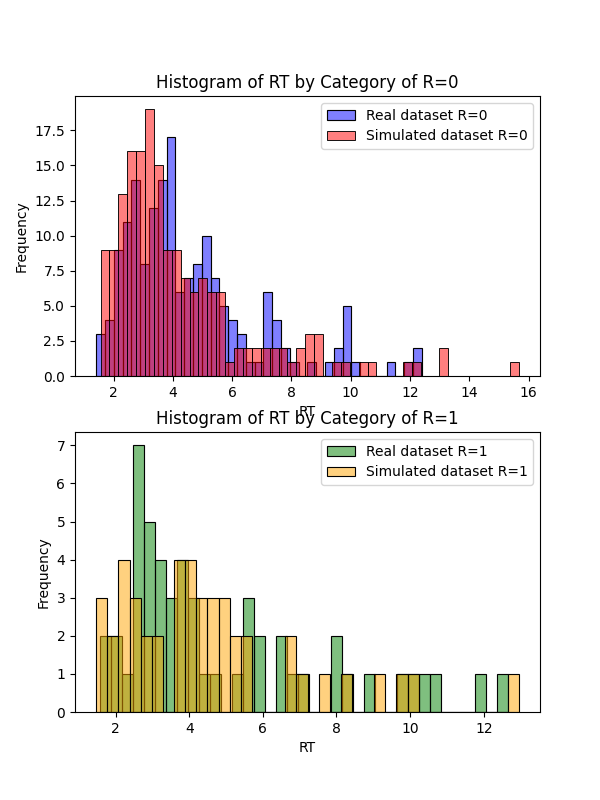 Histogram of RT by Category of R=0
Real dataset R=0
Simulated dataset R=0
Frequency
17.5
15.0
12.5
10.0
7.5
5.0
2.5
0.0
2 4 6 8 10 12 14 16
RT
Histogram of RT by Category of R=1
Real dataset R=1
Simulated dataset R=1
Frequency
7
6
5
4
3
2
1
0
2 4 6 8 10 12
RT